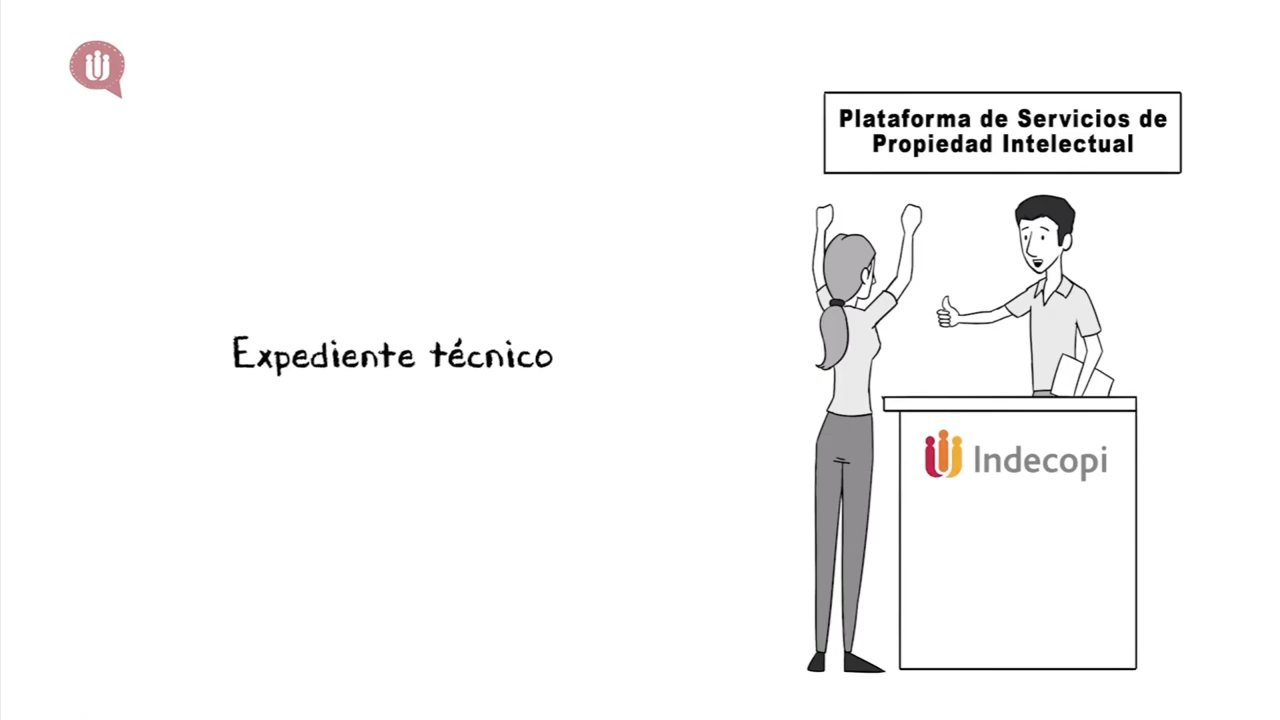 Plataforma de Servicios de
Propiedad Intelectual
Expediente técnico
Indecopi